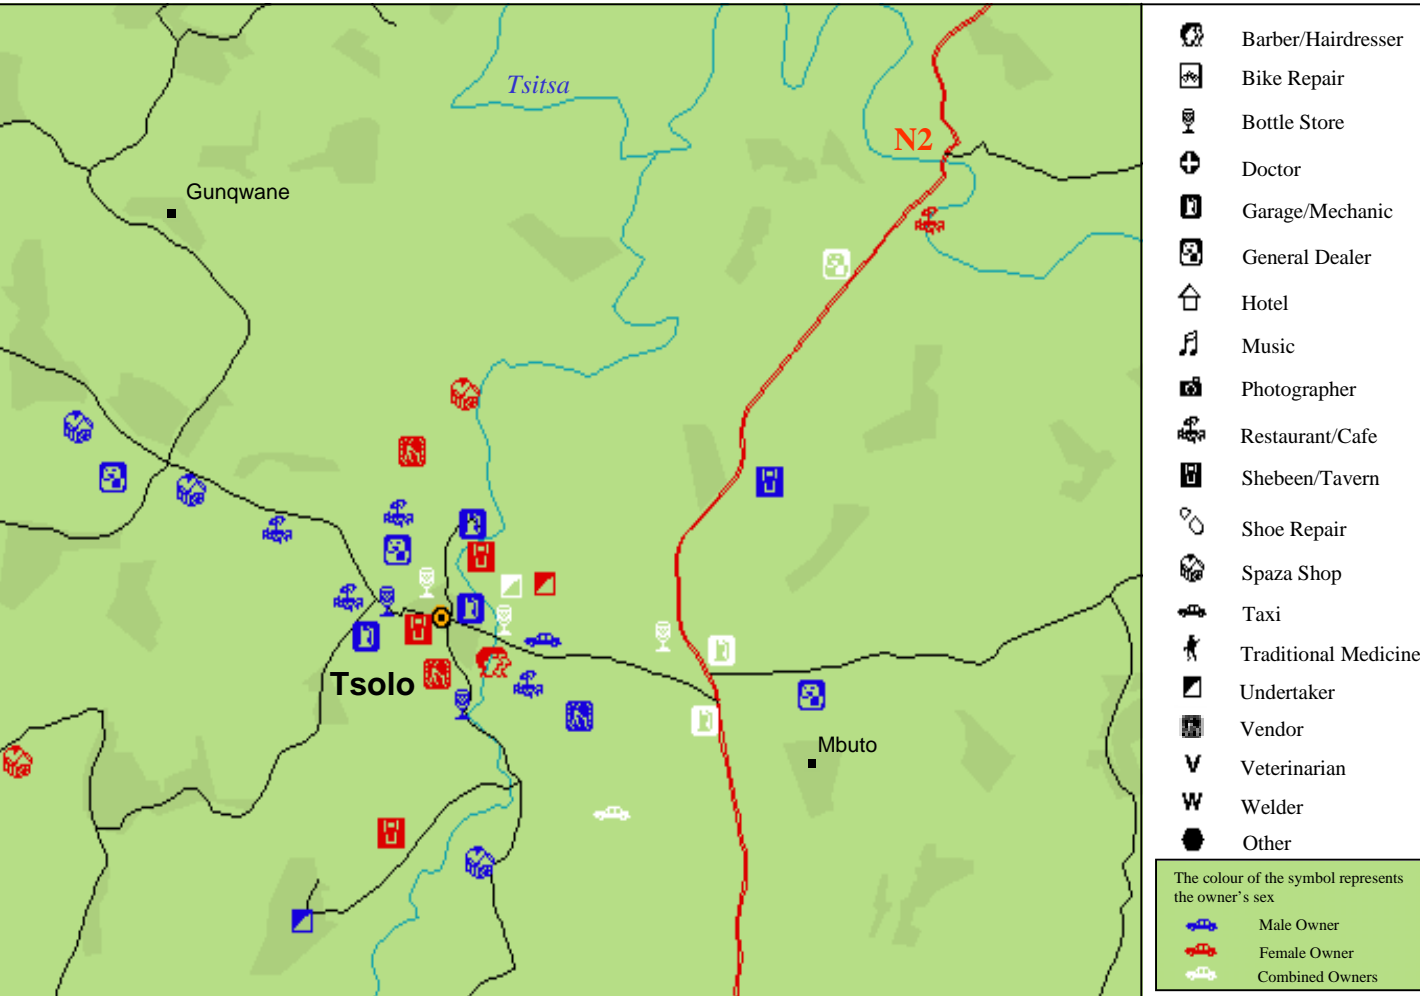 Tsitsa
N2
Gunqwane
Tsolo
Mbuto
Barber/Hairdresser
Bike Repair
Bottle Store
Doctor
Garage/Mechanic
General Dealer
Hotel
Music
Photographer
Restaurant/Cafe
Shebeen/Tavern
Shoe Repair
Spaza Shop
Taxi
Traditional Medicine
Undertaker
Vendor
V Veterinarian
W Welder
Other
The colour of the symbol represents
the owner's sex
Male Owner
Female Owner
Combined Owners